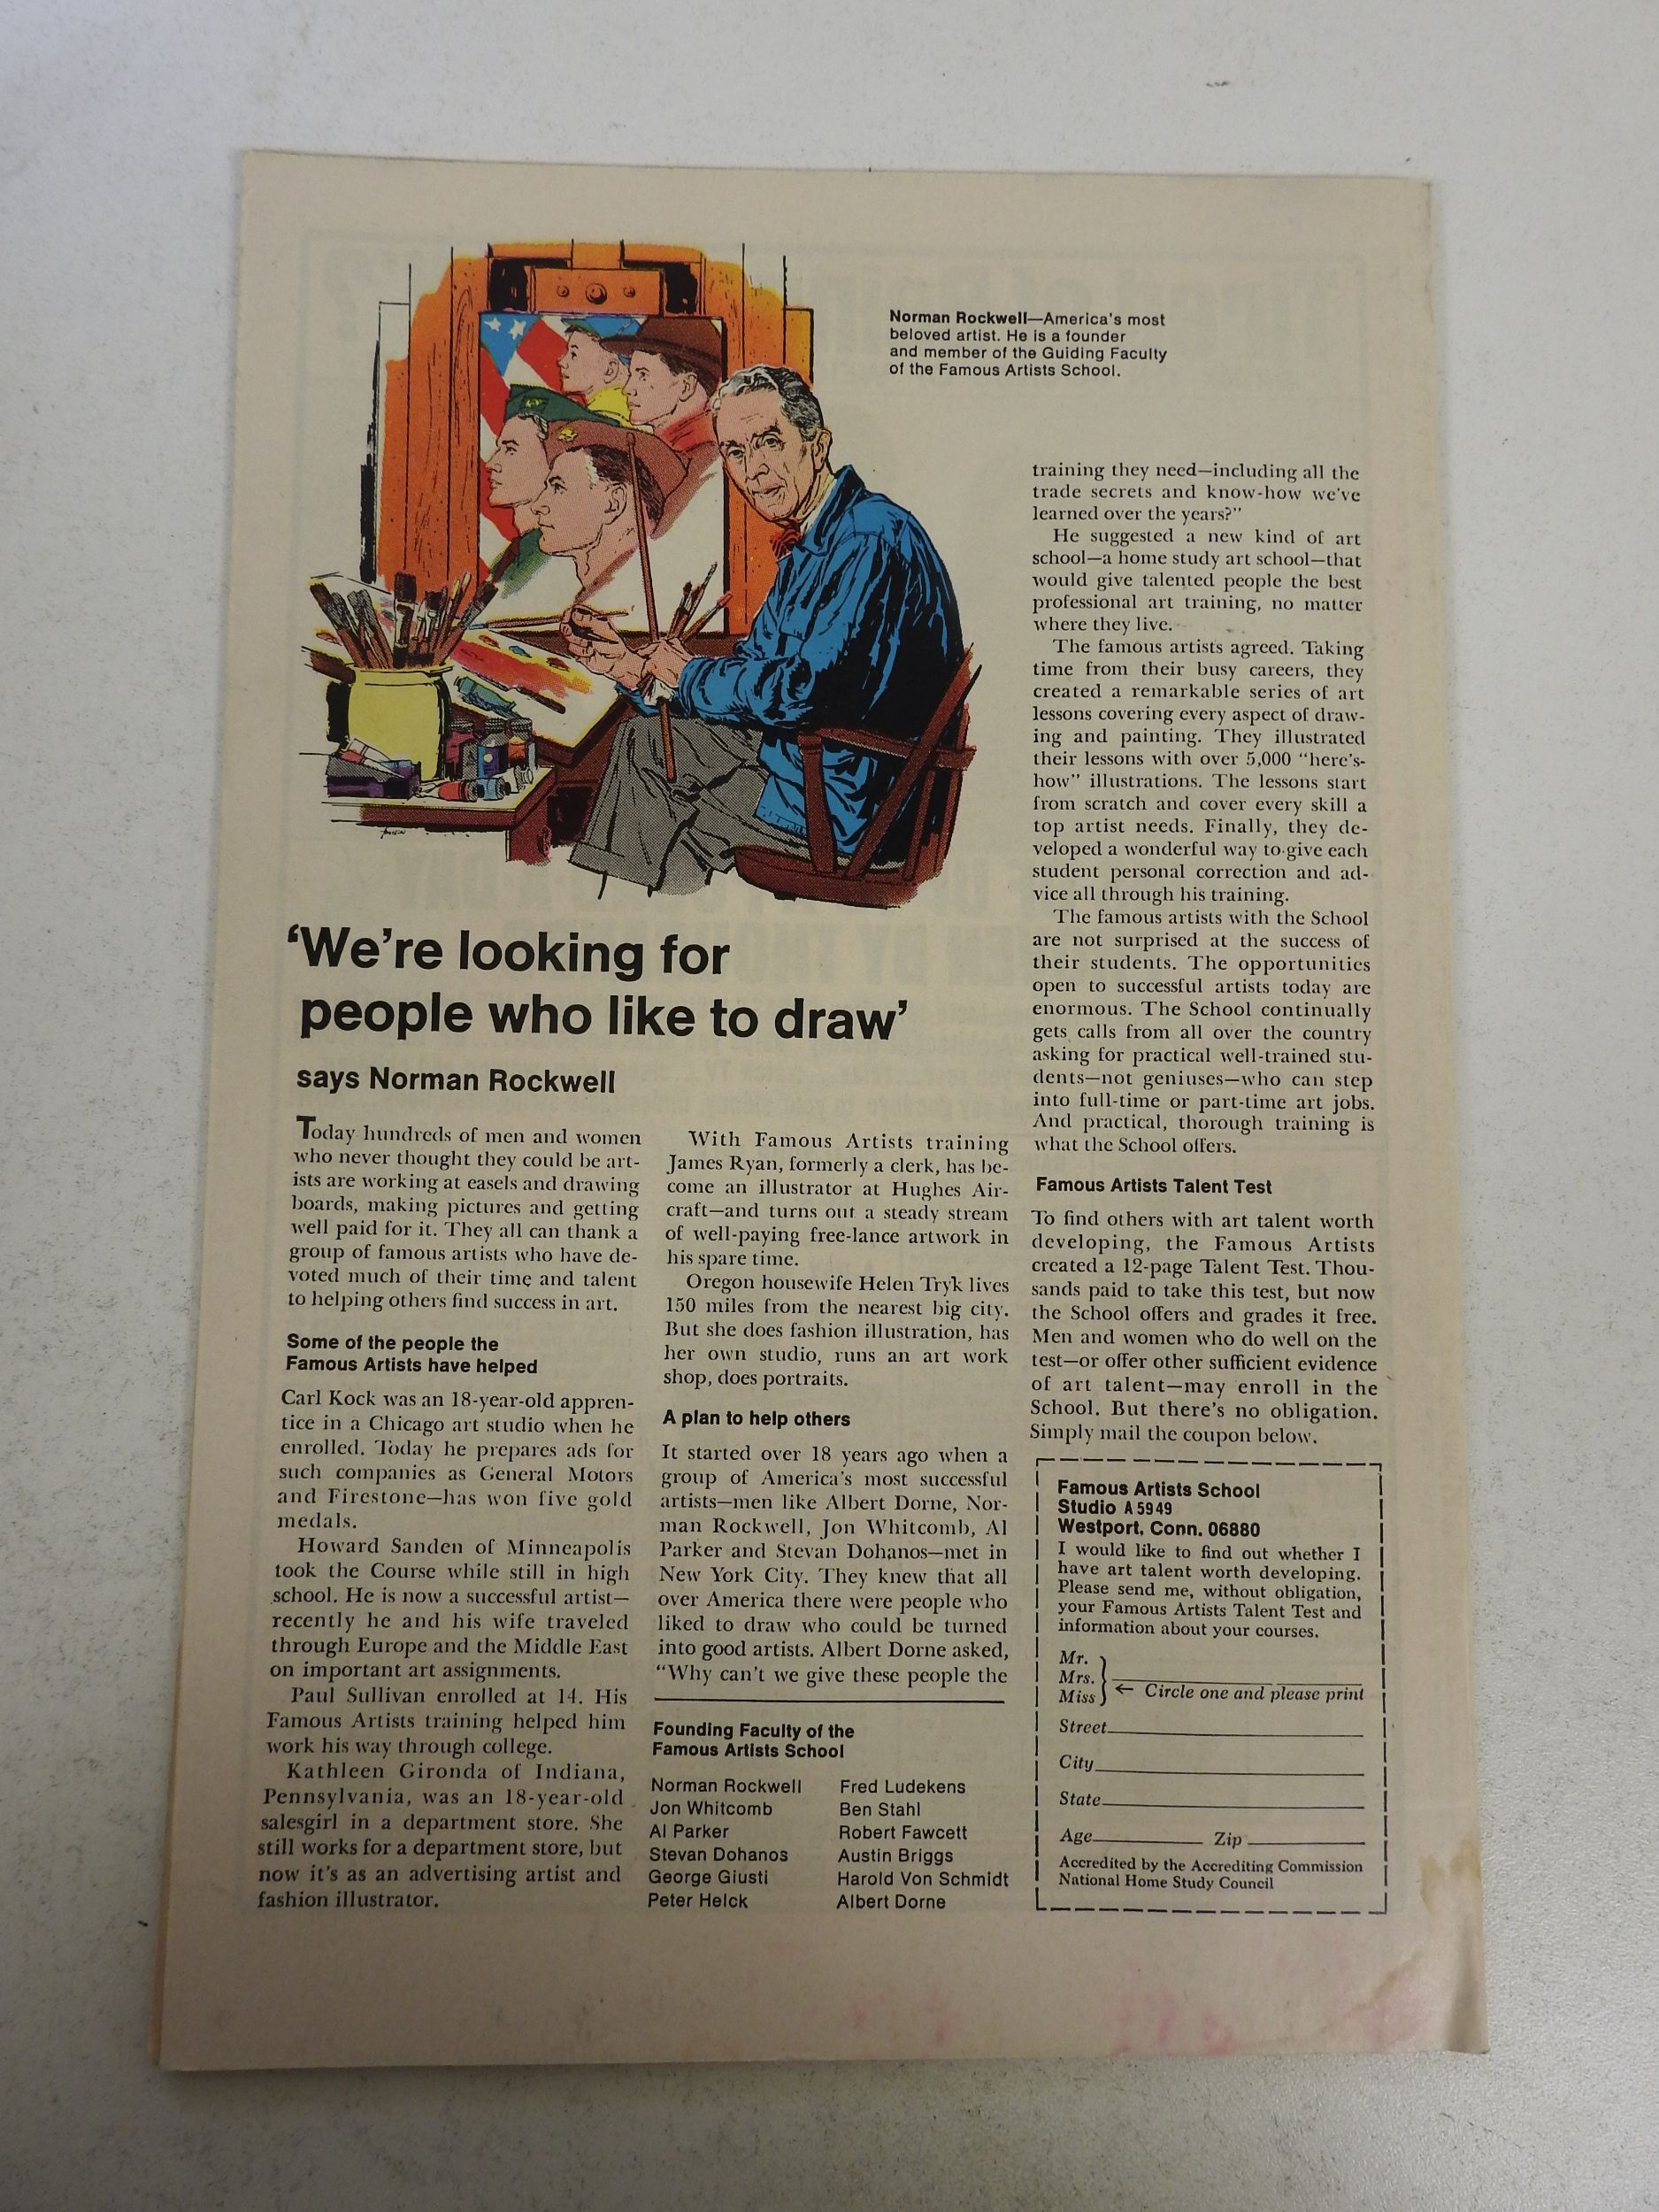 Norman Rockwell—America's most
beloved artist. He is a founder
and member of the Guiding Faculty
of the Famous Artists School.
'We're looking for
people who like to draw'
says Norman Rockwell
Today hundreds of men and women
who never thought they could be art-
ists are working at easels and drawing
boards, making pictures and getting
well paid for it. They all can thank a
group of famous artists who have de-
voted much of their time and talent
to helping others find success in art.
Some of the people the
Famous Artists have helped
Carl Kock was an 18-year-old appren-
tice in a Chicago art studio when he
enrolled. Today he prepares ads for
such companies as General Motors
and Firestone—has won five gold
medals.
Howard Sanden of Minneapolis
took the Course while still in high
school. He is now a successful artist—
recently he and his wife traveled
through Europe and the Middle East
on important art assignments.
Paul Sullivan enrolled at 14. His
Famous Artists training helped him
work his way through college.
Kathleen Gironda of Indiana,
Pennsylvania, was an 18-year-old
salesgirl in a department store. She
still works for a department store, but
now it's as an advertising artist and
fashion illustrator.
With Famous Artists training
James Ryan, formerly a clerk, has be-
come an illustrator at Hughes Air-
craft—and turns out a steady stream
of well-paying free-lance artwork in
his spare time.
Oregon housewife Helen Tryk lives
150 miles from the nearest big city.
But she does fashion illustration, has
her own studio, runs an art work
shop, does portraits.
A plan to help others
It started over 18 years ago when a
group of America's most successful
artists—men like Albert Dorne, Nor-
man Rockwell, Jon Whitcomb, Al
Parker and Stevan Dohanos—met in
New York City. They knew that all
over America there were people who
liked to draw who could be turned
into good artists. Albert Dorne asked,
"Why can't we give these people the
training they need—including all the
trade secrets and know-how we've
learned over the years?"
He suggested a new kind of art
school—a home study art school—that
would give talented people the best
professional art training, no matter
where they live.
The famous artists agreed. Taking
time from their busy careers, they
created a remarkable series of art
lessons covering every aspect of draw-
ing and painting. They illustrated
their lessons with over 5,000 "here's-
how" illustrations. The lessons start
from scratch and cover every skill a
top artist needs. Finally, they de-
veloped a wonderful way to give each
student personal correction and ad-
vice all through his training.
The famous artists with the School
are not surprised at the success of
their students. The opportunities
open to successful artists today are
enormous. The School continually
gets calls from all over the country
asking for practical well-trained stu-
dents—not geniuses—who can step
into full-time or part-time art jobs.
And practical, thorough training is
what the School offers.
Famous Artists Talent Test
To find others with art talent worth
developing, the Famous Artists
created a 12-page Talent Test. Thou-
sands paid to take this test, but now
the School offers and grades it free.
Men and women who do well on the
test—or offer other sufficient evidence
of art talent—may enroll in the
School. But there's no obligation.
Simply mail the coupon below.
Founding Faculty of the
Famous Artists School
Norman Rockwell
Jon Whitcomb
Al Parker
Stevan Dohanos
George Giusti
Peter Helck
Fred Ludekens
Ben Stahl
Robert Fawcett
Austin Briggs
Harold Von Schmidt
Albert Dorne
Famous Artists School
Studio A 5949
Westport, Conn. 06880
I would like to find out whether I
have art talent worth developing.
Please send me, without obligation,
your Famous Artists Talent Test and
information about your courses.
Mr.
Mrs.
Miss
← Circle one and please print
Street
City
State
Age Zip
Accredited by the Accrediting Commission
National Home Study Council